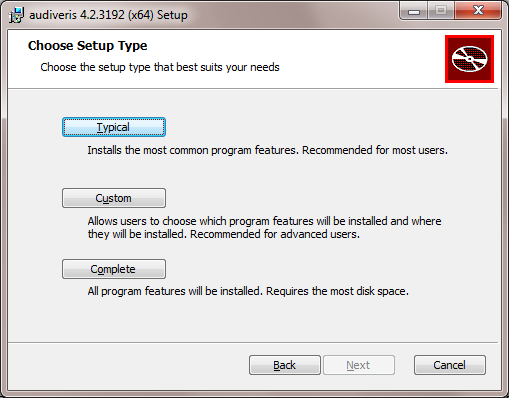 audiveris 4.2.3192 (x64) Setup
Choose Setup Type
Choose the setup type that best suits your needs
Typical
Installs the most common program features. Recommended for most users.
Custom
Allows users to choose which program features will be installed and where
they will be installed. Recommended for advanced users.
Complete
All program features will be installed. Requires the most disk space.
Back Next Cancel